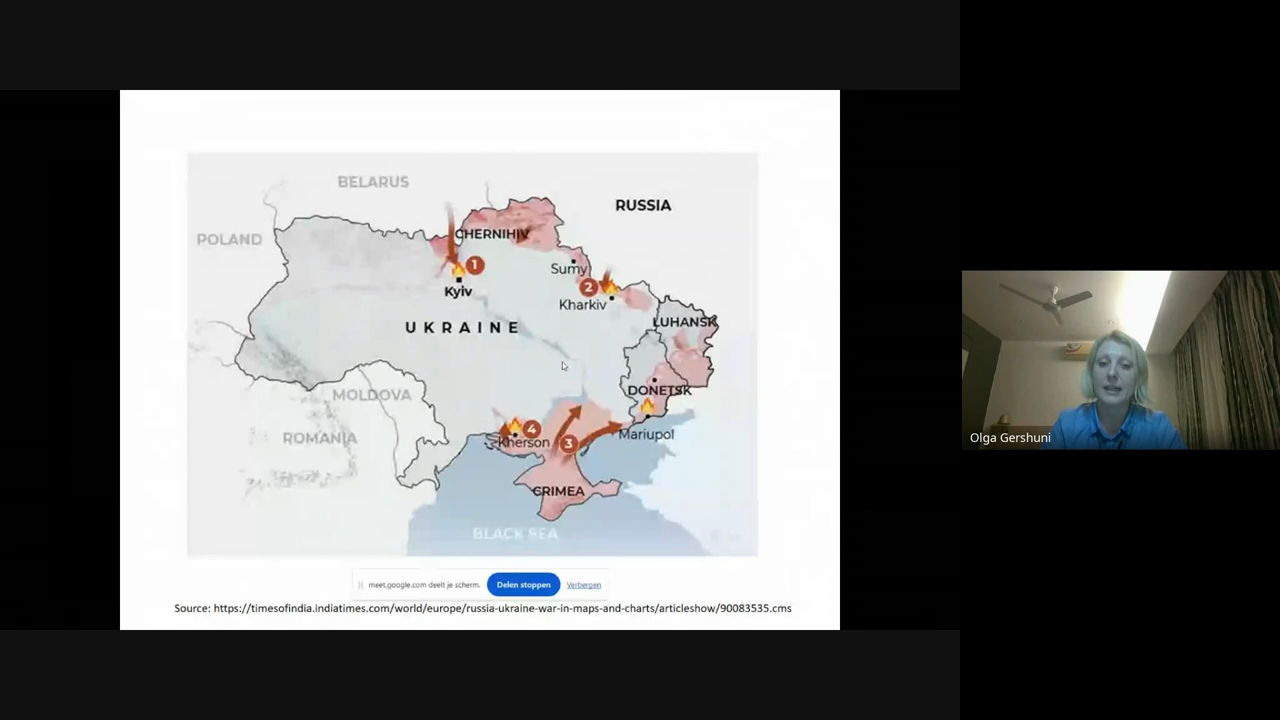 BELARUS
RUSSIA
POLAND
CHERNIHIV
1
Sumy
Kyiv
2
Kharkiv
UKRAINE
LUHANSK
MOLDOVA
DONETSK
ROMANIA
4
Kherson
3
Mariupol
CRIMEA
BLACK SEA
meet.google.com deelt je scherm.
Delen stoppen
Verbergen
Source: https://timesofindia.indiatimes.com/world/europe/russia-ukraine-war-in-maps-and-charts/articleshow/90083535.cms
Olga Gershuni